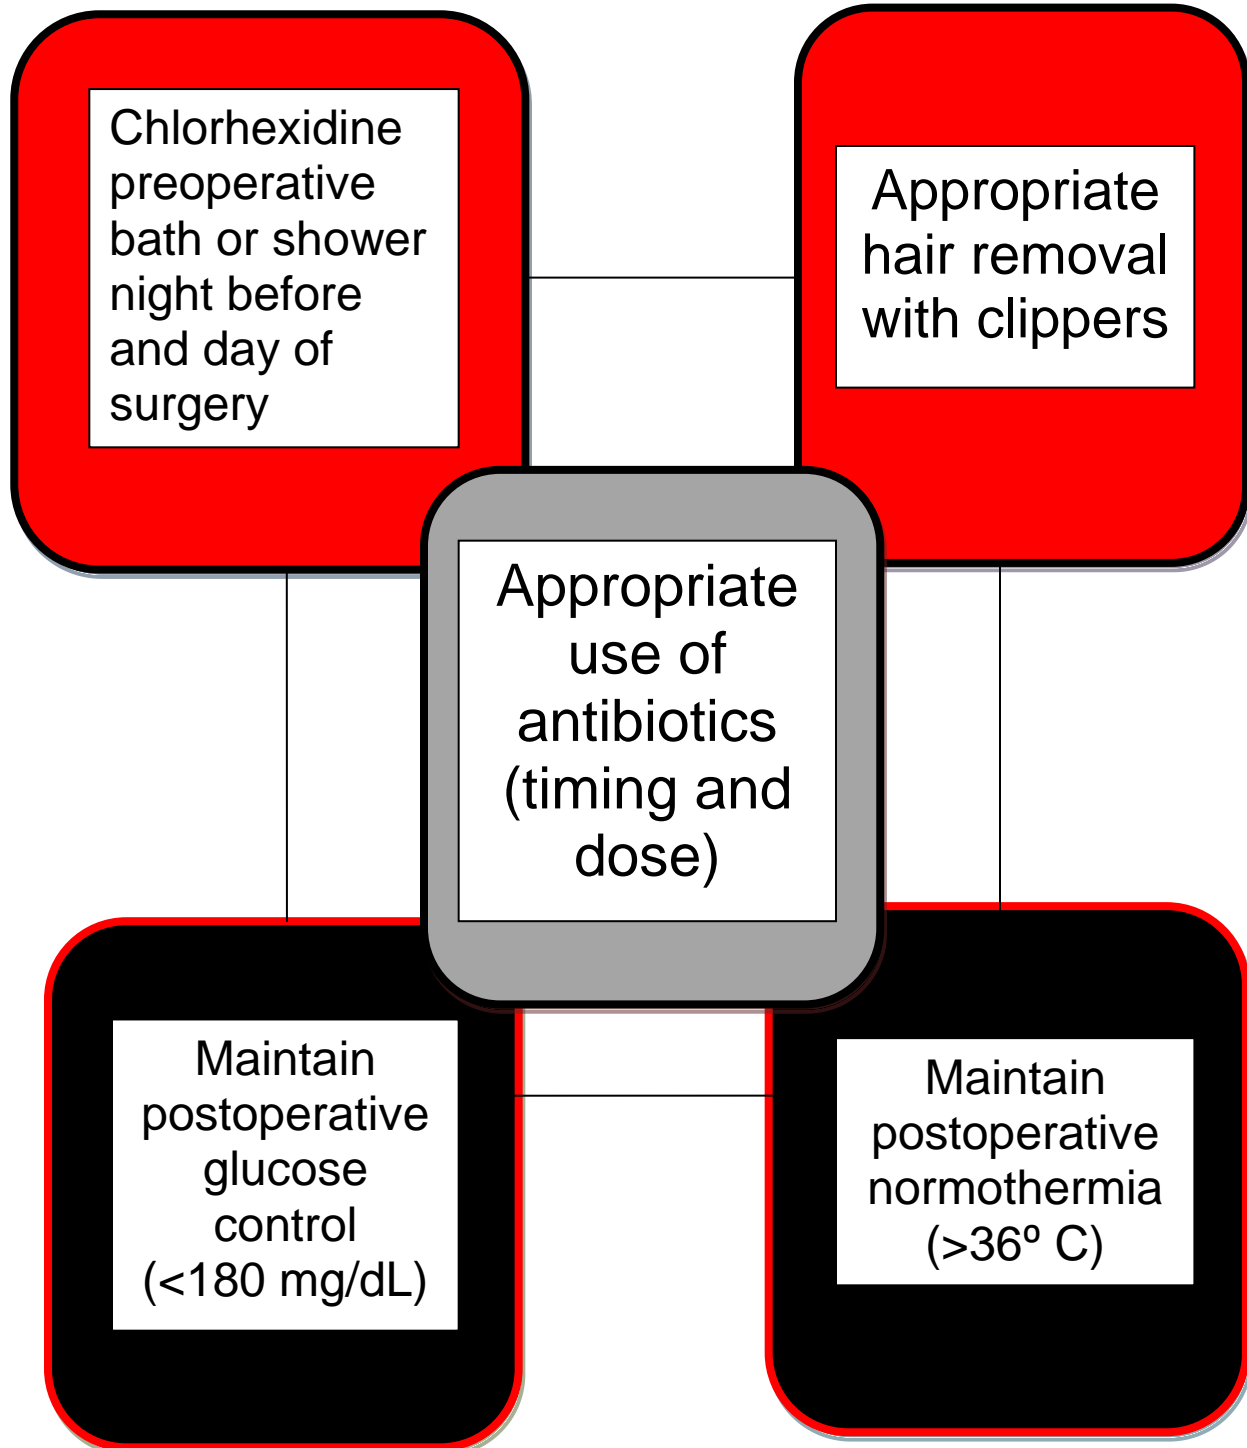 Chlorhexidine
preoperative
bath or shower
night before
and day of
surgery
Appropriate
hair removal
with clippers
Appropriate
use of
antibiotics
(timing and
dose)
Maintain
postoperative
glucose
control
(<180 mg/dL)
Maintain
postoperative
normothermia
(>36º C)